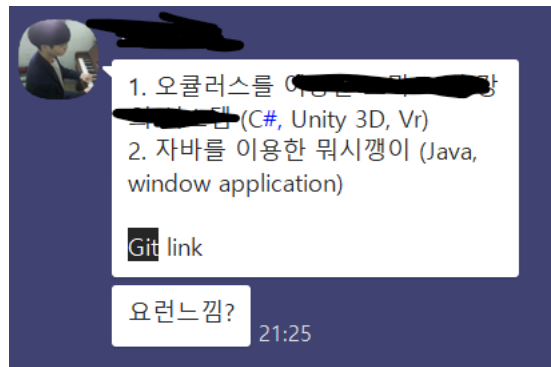 1. 오큘러스를
(C#, Unity 3D, Vr)
2. 자바를 이용한 뭐시깽이 (Java,
window application)
Git link
요런느낌?
21:25